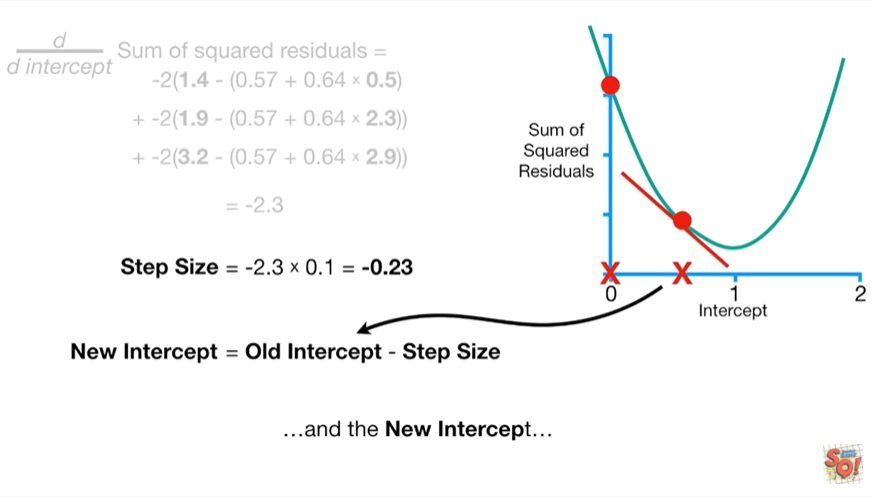 d
d intercept
Sum of squared residuals =
-2(1.4 - (0.57 + 0.64 × 0.5)
+ -2(1.9 - (0.57 + 0.64 × 2.3))
+ -2(3.2 - (0.57 + 0.64 × 2.9))
= -2.3
Step Size = -2.3 × 0.1 = -0.23
New Intercept = Old Intercept - Step Size
...and the New Intercept...
Sum of
Squared
Residuals
X X
0 1 2
Intercept
SQ!